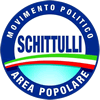 MOVIMENTO POLITICO
SCHITTULLI
AREA POPOLARE